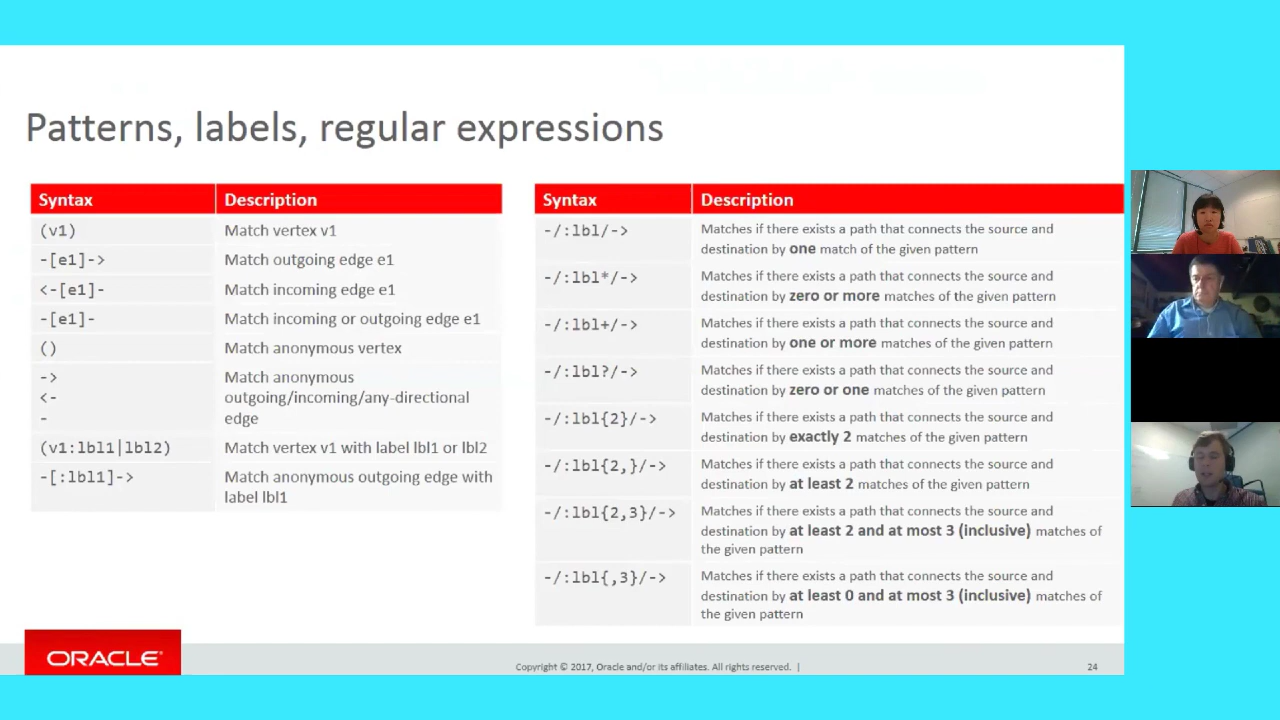 Patterns, labels, regular expressions
Syntax Description
(v1) Match vertex v1
-[e1]-> Match outgoing edge e1
<-[e1]- Match incoming edge e1
-[e1]- Match incoming or outgoing edge e1
() Match anonymous vertex
-> Match anonymous
<- outgoing/incoming/any-directional
- edge
(v1:lbl1|lbl2) Match vertex v1 with label lbl1 or lbl2
-[:lbl1]-> Match anonymous outgoing edge with
label lbl1
Syntax Description
-/:lbl/-> Matches if there exists a path that connects the source and
destination by one match of the given pattern
-/:lbl*/-> Matches if there exists a path that connects the source and
destination by zero or more matches of the given pattern
-/:lbl+/-> Matches if there exists a path that connects the source and
destination by one or more matches of the given pattern
-/:lbl?/-> Matches if there exists a path that connects the source and
destination by zero or one matches of the given pattern
-/:lbl{2}/-> Matches if there exists a path that connects the source and
destination by exactly 2 matches of the given pattern
-/:lbl{2,}/-> Matches if there exists a path that connects the source and
destination by at least 2 matches of the given pattern
-/:lbl{2,3}/-> Matches if there exists a path that connects the source and
destination by at least 2 and at most 3 (inclusive) matches of
the given pattern
-/:lbl{,3}/-> Matches if there exists a path that connects the source and
destination by at least 0 and at most 3 (inclusive) matches of
the given pattern
ORACLE®
Copyright © 2017, Oracle and/or its affiliates. All rights reserved. |
24